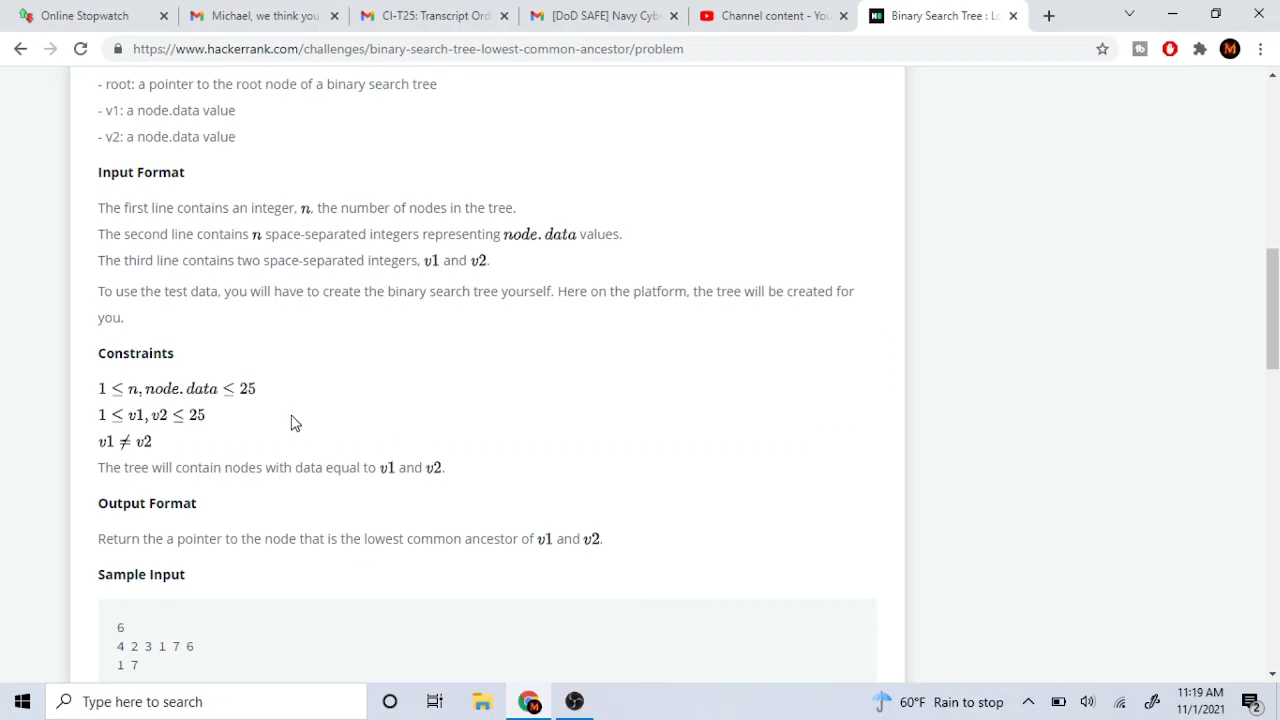 Online Stopwatch
Michael, we think you
CI-T25: Transcript Ord
[DoD SAFE] Navy Cyb
Channel content - You
Binary Search Tree : Lo
https://www.hackerrank.com/challenges/binary-search-tree-lowest-common-ancestor/problem
- root: a pointer to the root node of a binary search tree
- v1: a node.data value
- v2: a node.data value
Input Format
The first line contains an integer, n, the number of nodes in the tree.
The second line contains n space-separated integers representing node.data values.
The third line contains two space-separated integers, v1 and v2.
To use the test data, you will have to create the binary search tree yourself. Here on the platform, the tree will be created for
you.
Constraints
1 ≤ n, node.data ≤ 25
1 ≤ v1, v2 ≤ 25
v1 ≠ v2
The tree will contain nodes with data equal to v1 and v2.
Output Format
Return the a pointer to the node that is the lowest common ancestor of v1 and v2.
Sample Input
6
4 2 3 1 7 6
1 7
Type here to search
60°F Rain to stop
11:19 AM
11/1/2021
2